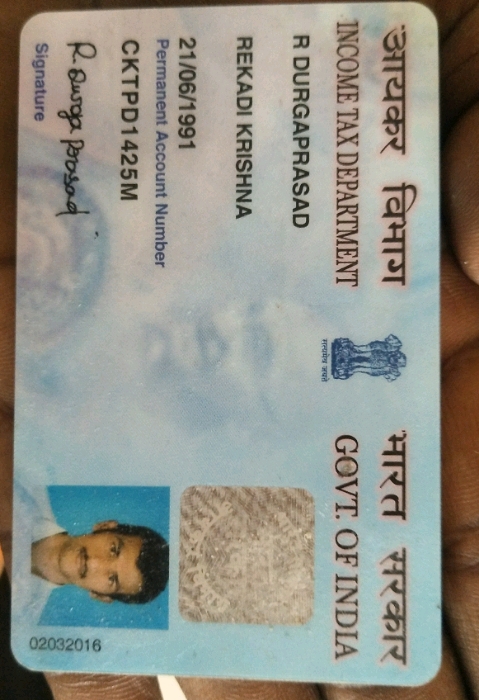 आयकर विभाग भारत सरकार
INCOME TAX DEPARTMENT GOVT. OF INDIA
सत्यमेव जयते
R DURGAPRASAD
REKADI KRISHNA
21/06/1991
Permanent Account Number
CKTPD1425M
R. Durga Prasad
Signature
02032016